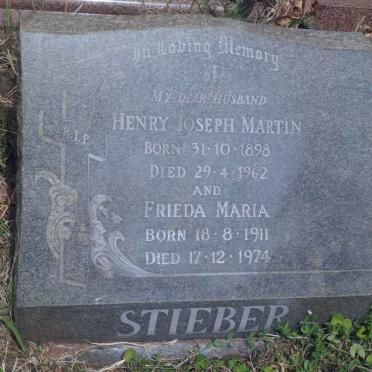 In Loving Memory
of
MY DEAR HUSBAND
R.I.P.
HENRY JOSEPH MARTIN
BORN 31·10·1898
DIED 29·4·1962
AND
FRIEDA MARIA
BORN 18·8·1911
DIED 17·12·1974
STIEBER